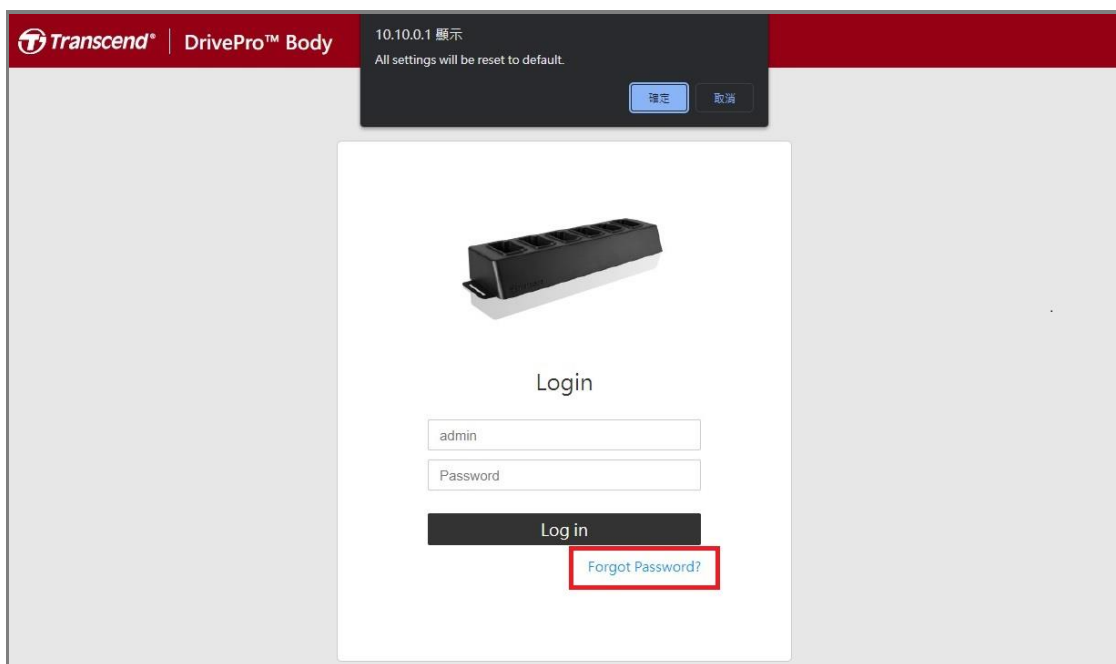 Transcend® DrivePro™ Body
10.10.0.1 顯示
All settings will be reset to default.
確定 取消
Login
admin
Password
Log in
Forgot Password?